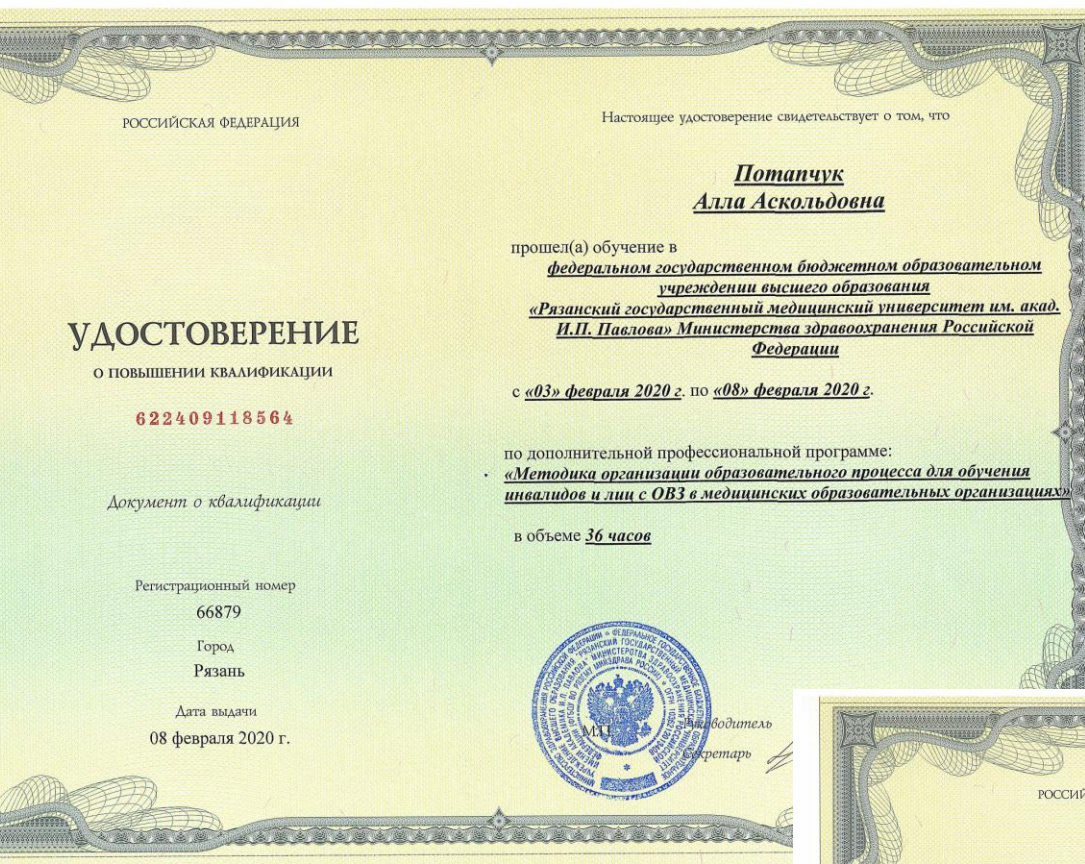 РОССИЙСКАЯ ФЕДЕРАЦИЯ
УДОСТОВЕРЕНИЕ
О ПОВЫШЕНИИ КВАЛИФИКАЦИИ
622409118564
Документ о квалификации
Регистрационный номер
66879
Город
Рязань
Дата выдачи
08 февраля 2020 г.
Настоящее удостоверение свидетельствует о том, что
Потапчук
Алла Аскольдовна
прошел(а) обучение в
федеральном государственном бюджетном образовательном
учреждении высшего образования
«Рязанский государственный медицинский университет им. акад.
И.П. Павлова» Министерства здравоохранения Российской
Федерации
с «03» февраля 2020 г. по «08» февраля 2020 г.
по дополнительной профессиональной программе:
«Методика организации образовательного процесса для обучения
инвалидов и лиц с ОВЗ в медицинских образовательных организациях»
в объеме 36 часов
М.П.
Руководитель
Секретарь
РОССИЙ